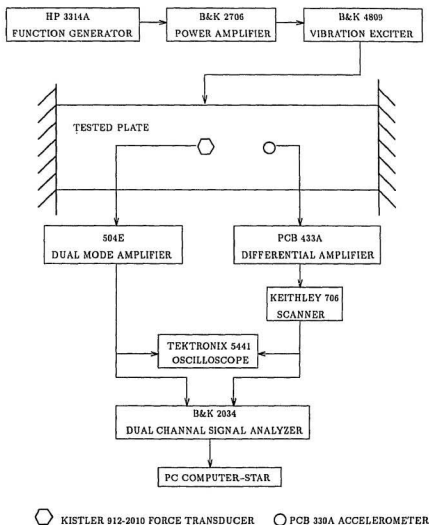 HP 3314A
FUNCTION GENERATOR
B&K 2706
POWER AMPLIFIER
B&K 4809
VIBRATION EXCITER
TESTED PLATE
504E
DUAL MODE AMPLIFIER
PCB 433A
DIFFERENTIAL AMPLIFIER
KEITHLEY 706
SCANNER
TEKTRONIX 5441
OSCILLOSCOPE
B&K 2034
DUAL CHANNAL SIGNAL ANALYZER
PC COMPUTER-STAR
KISTLER 912-2010 FORCE TRANSDUCER
PCB 330A ACCELEROMETER